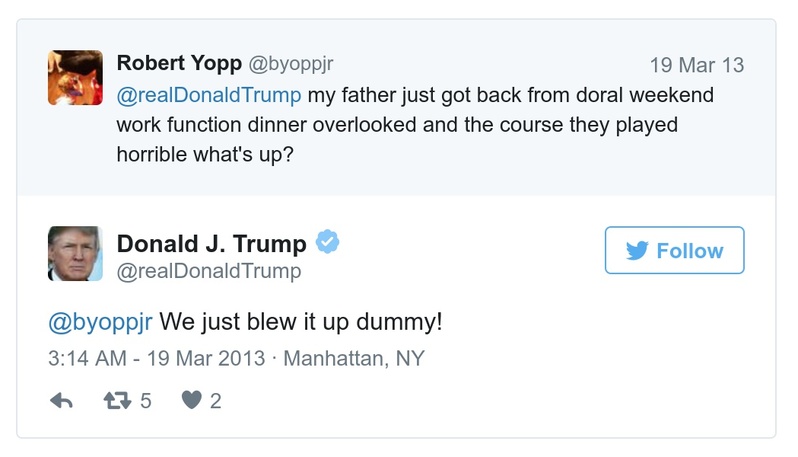 Robert Yopp @byoppjr 19 Mar 13
@realDonaldTrump my father just got back from doral weekend
work function dinner overlooked and the course they played
horrible what's up?
Donald J. Trump
Follow
@realDonaldTrump
@byoppjr We just blew it up dummy!
3:14 AM - 19 Mar 2013 · Manhattan, NY
5 2